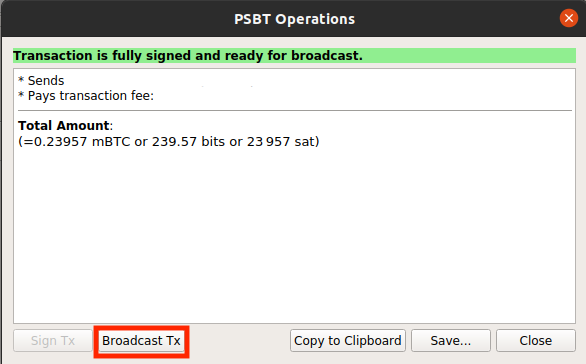 PSBT Operations
Transaction is fully signed and ready for broadcast.
* Sends
* Pays transaction fee:
Total Amount:
(=0.23957 mBTC or 239.57 bits or 23 957 sat)
Sign Tx
Broadcast Tx
Copy to Clipboard
Save...
Close